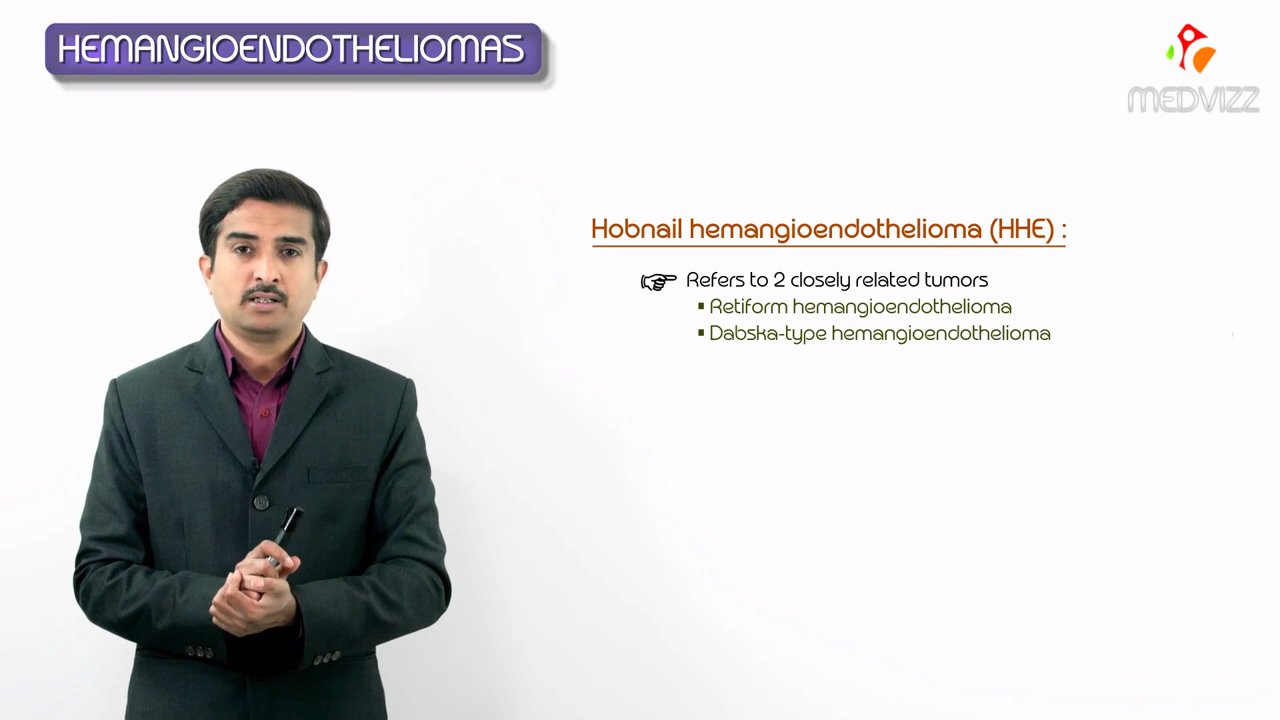 HEMANGIOENDOTHELIOMAS
MEDVIZZ
Hobnail hemangioendothelioma (HHE) :
Refers to 2 closely related tumors
▪ Retiform hemangioendothelioma
▪ Dabska-type hemangioendothelioma